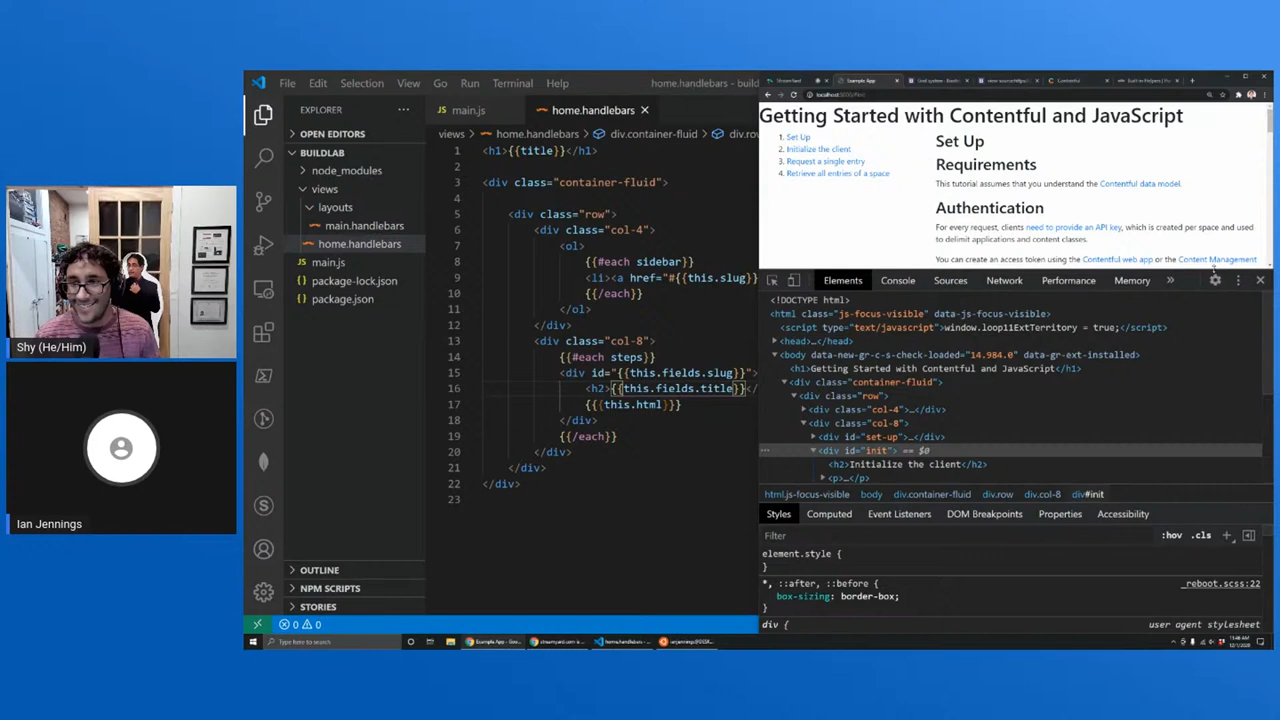 File Edit Selection View Go Run Terminal Help home.handlebars - build
EXPLORER
OPEN EDITORS
BUILDLAB
node_modules
views
layouts
main.handlebars
home.handlebars
main.js
package-lock.json
package.json
OUTLINE
NPM SCRIPTS
STORIES
main.js home.handlebars
views > home.handlebars > div.container-fluid > div.row
1 <h1>{{title}}</h1>
2
3 <div class="container-fluid">
4
5 <div class="row">
6 <div class="col-4">
7 <ol>
8 {{#each sidebar}}
9 <li><a href="#{{this.slug}
10 {{/each}}
11 </ol>
12 </div>
13 <div class="col-8">
14 {{#each steps}}
15 <div id="{{this.fields.slug}}">
16 <h2>{{this.fields.title}}</
17 {{{this.html}}}
18 </div>
19 {{/each}}
20 </div>
21 </div>
22 </div>
23
0 0
Example App
Getting Started with Contentful and JavaScript
1. Set Up
2. Initialize the client
3. Request a single entry
4. Retrieve all entries of a space
Set Up
Requirements
This tutorial assumes that you understand the Contentful data model.
Authentication
For every request, clients need to provide an API key, which is created per space and used
to delimit applications and content classes.
You can create an access token using the Contentful web app or the Content Management
Elements Console Sources Network Performance Memory »
<!DOCTYPE html>
<html class="js-focus-visible" data-js-focus-visible>
<script type="text/javascript">window.loop11ExtTerritory = true;</script>
<head>…</head>
<body data-new-gr-c-s-check-loaded="14.984.0" data-gr-ext-installed>
<h1>Getting Started with Contentful and JavaScript</h1>
<div class="container-fluid">
<div class="row">
<div class="col-4">…</div>
<div class="col-8">
<div id="set-up">…</div>
<div id="init"> == $0
<h2>Initialize the client</h2>
<p>…</p>
html.js-focus-visible body div.container-fluid div.row div.col-8 div#init
Styles Computed Event Listeners DOM Breakpoints Properties Accessibility
Filter :hov .cls +
element.style {
}
*, ::after, ::before { _reboot.scss:22
box-sizing: border-box;
}
div { user agent stylesheet
Type here to search
Shy (He/Him)
Ian Jennings